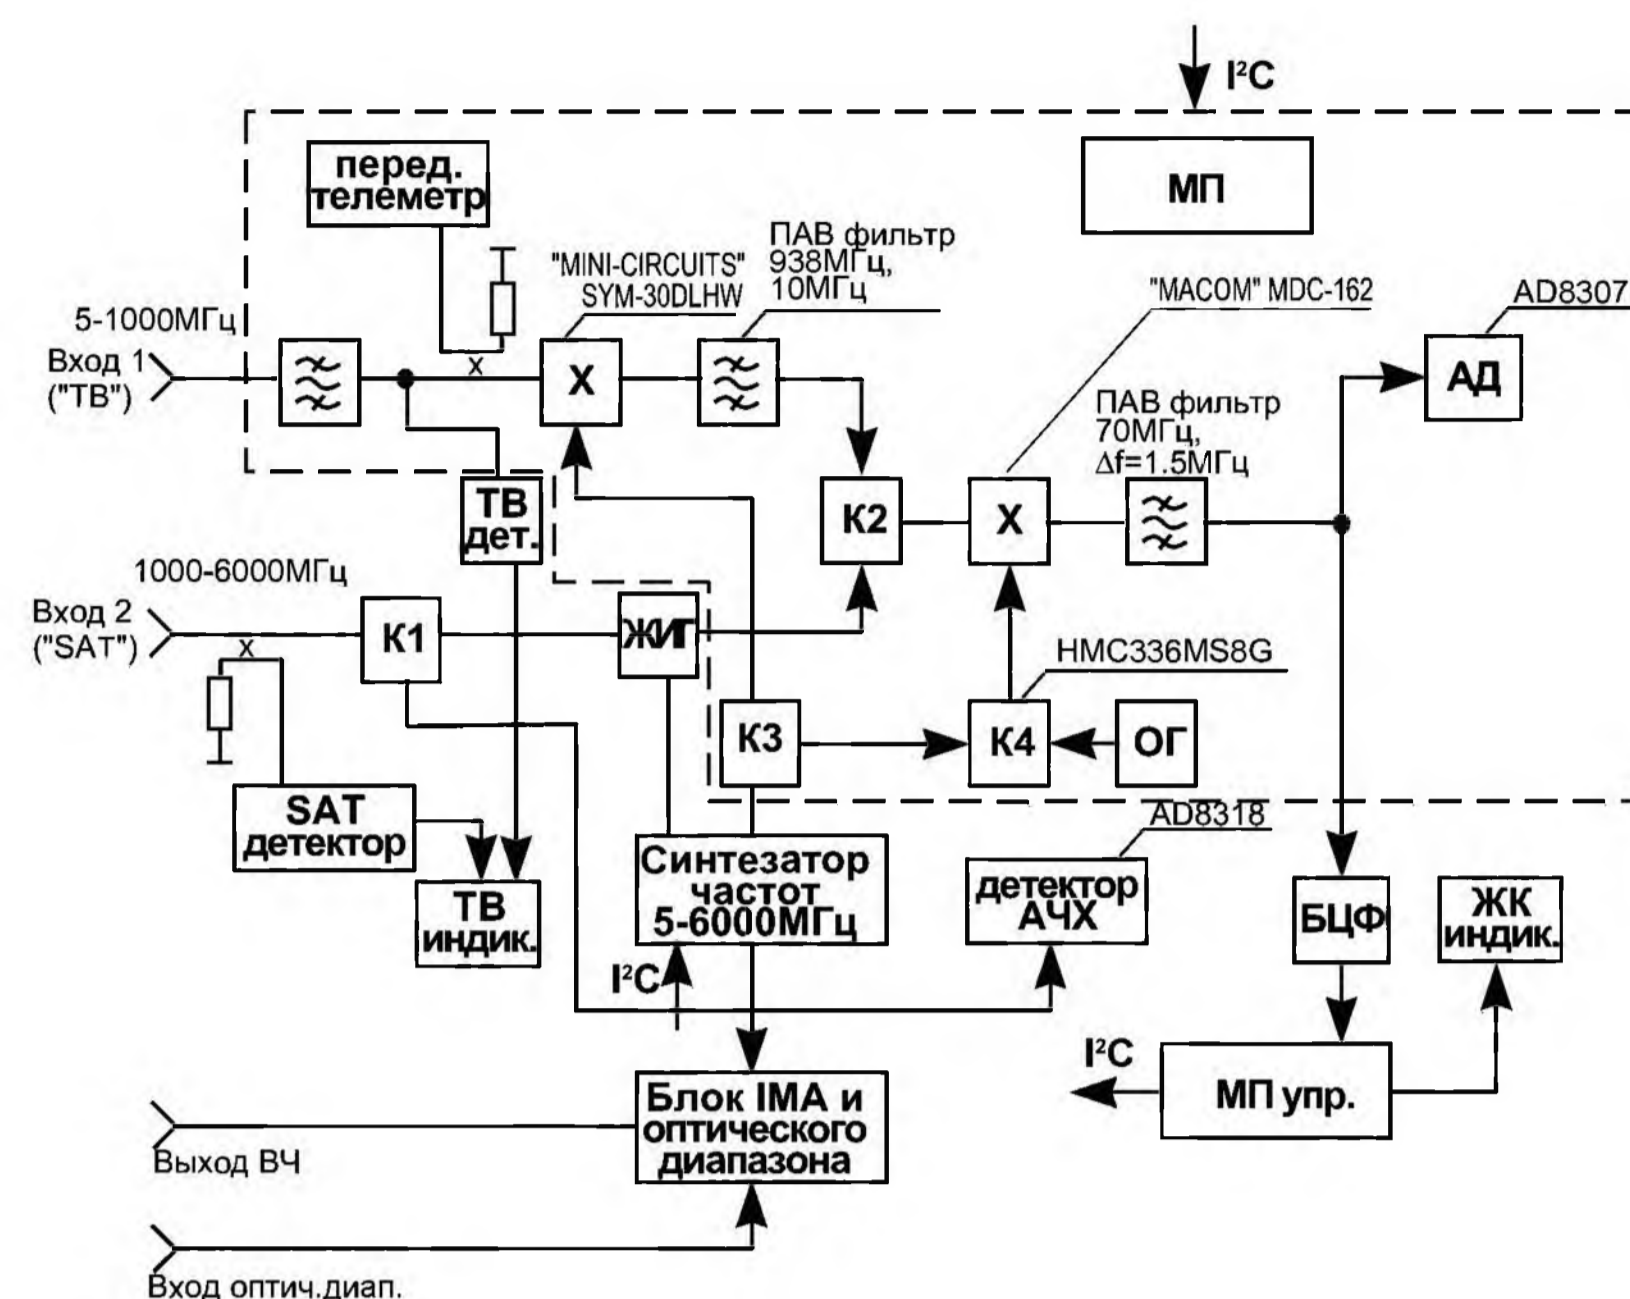 I²C
перед.
телеметр
МП
ПАВ фильтр
938МГц,
10МГц
"MINI-CIRCUITS"
SYM-30DLHW
"MACOM" MDC-162
AD8307
5-1000МГц
Вход 1
("ТВ")
X
X
АД
ПАВ фильтр
70МГц,
Δf=1.5МГц
ТВ
дет.
К2
X
1000-6000МГц
Вход 2
("SAT")
X
К1
ЖИГ
HMC336MS8G
К3
К4
ОГ
SAT
детектор
AD8318
Синтезатор
частот
5-6000МГц
детектор
АЧХ
ТВ
индик.
БЦФ
ЖК
индик.
I²C
I²C
МП упр.
Блок IMA и
оптического
диапазона
Выход ВЧ
Вход оптич.диап.